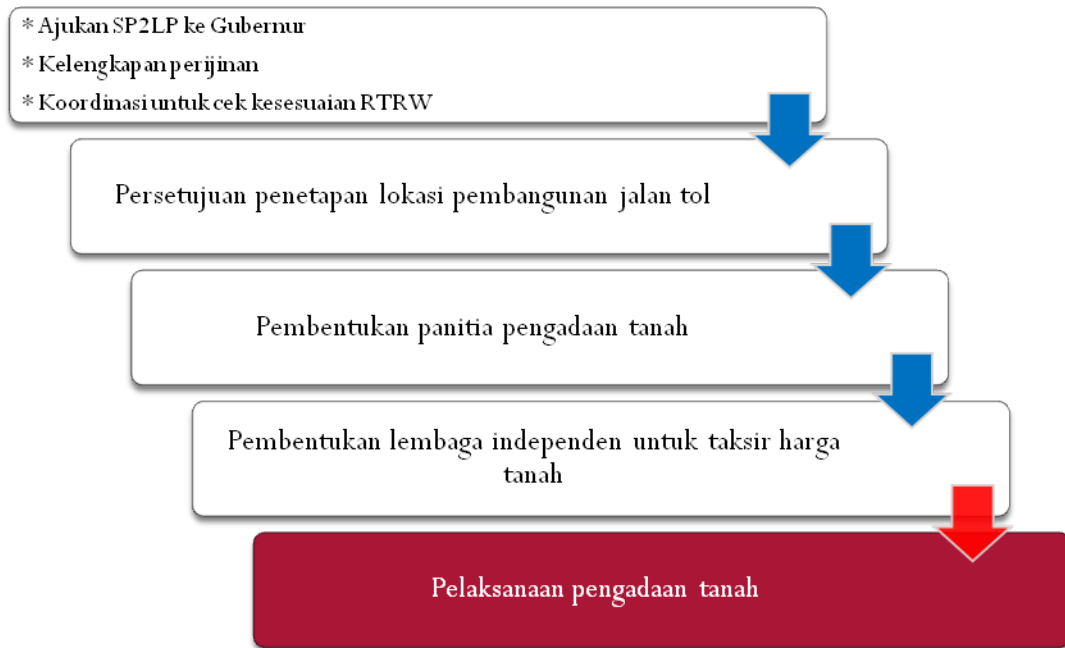 * Ajukan SP2LP ke Gubernur
* Kelengkapan perijinan
* Koordinasi untuk cek kesesuaian RTRW
Persetujuan penetapan lokasi pembangunan jalan tol
Pembentukan panitia pengadaan tanah
Pembentukan lembaga independen untuk taksir harga
tanah
Pelaksanaan pengadaan tanah